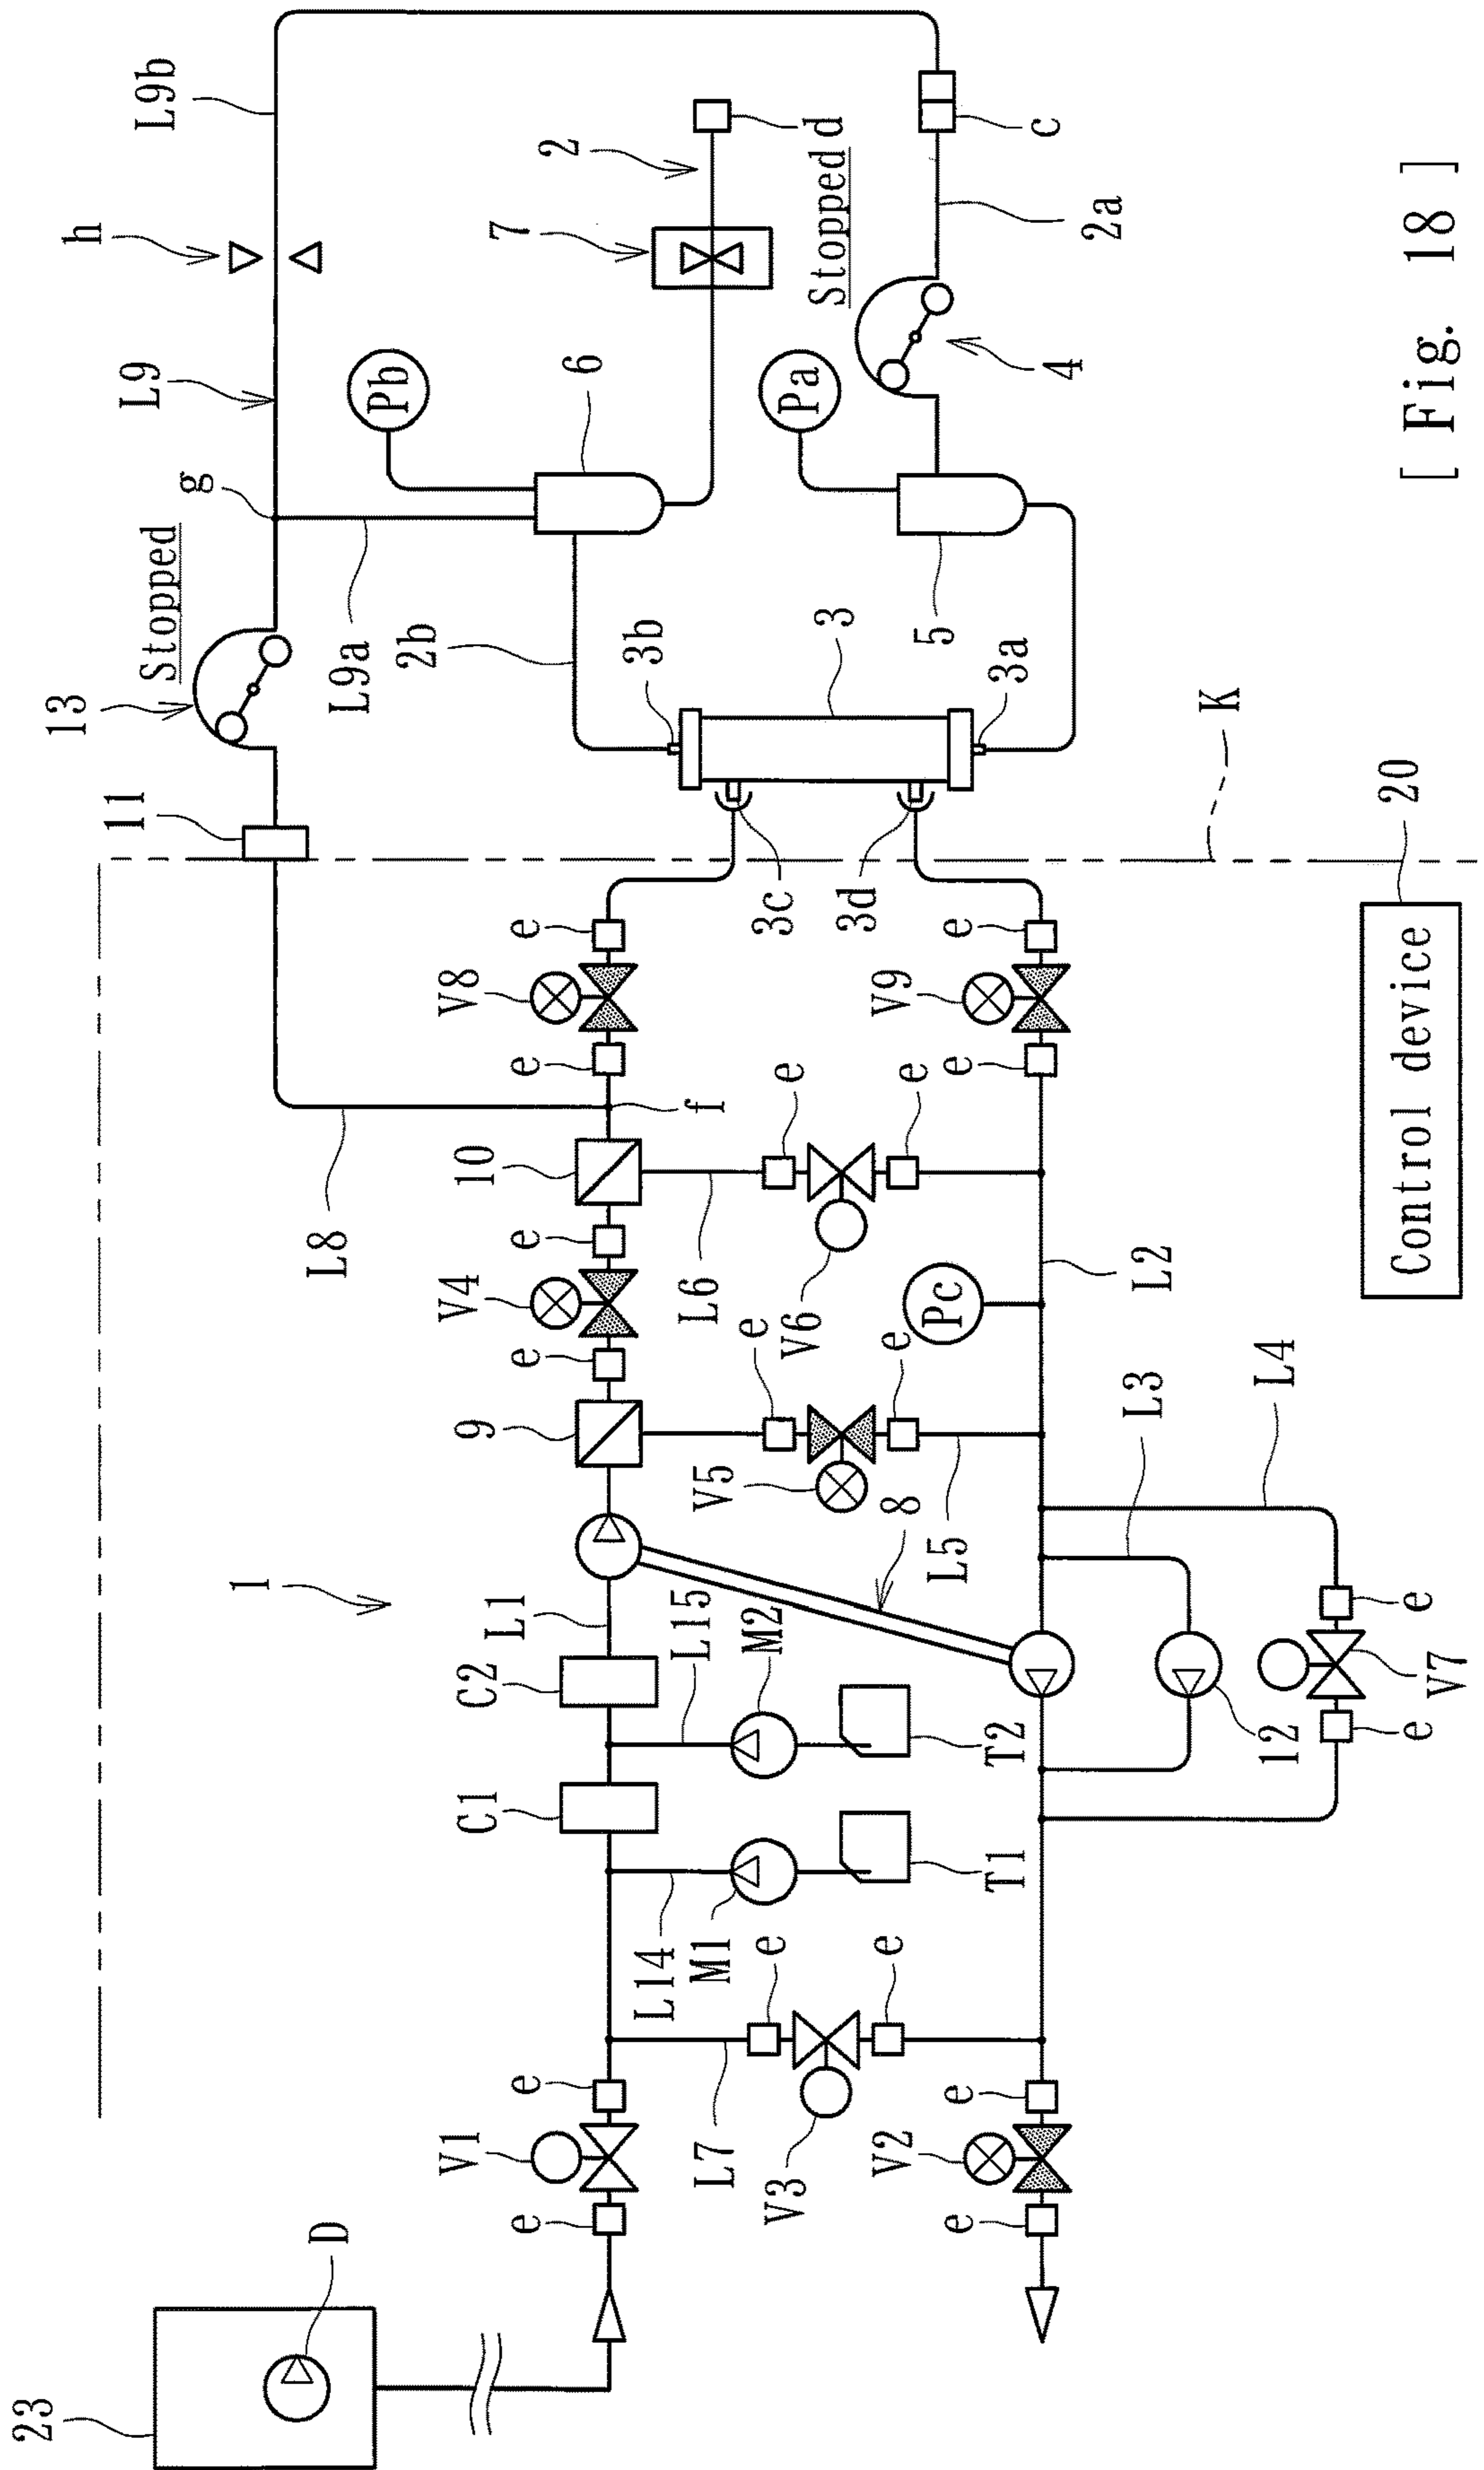 23
D
1
K
h
L9
L9b
g
13
Stopped
11
L9a
Pb
6
7
2
d
2b
3b
3
3a
3c
3d
5
Pa
4
Stopped
2a
c
L8
f
V1
e
e
L7
V3
e
e
V2
e
e
L14
M1
T1
C1
C2
L15
M2
T2
L1
8
9
V4
e
e
10
V8
e
e
V5
e
e
L5
L6
V6
e
e
Pc
L2
V9
e
e
L3
12
L4
V7
e
e
20
Control device
[ Fig. 18 ]